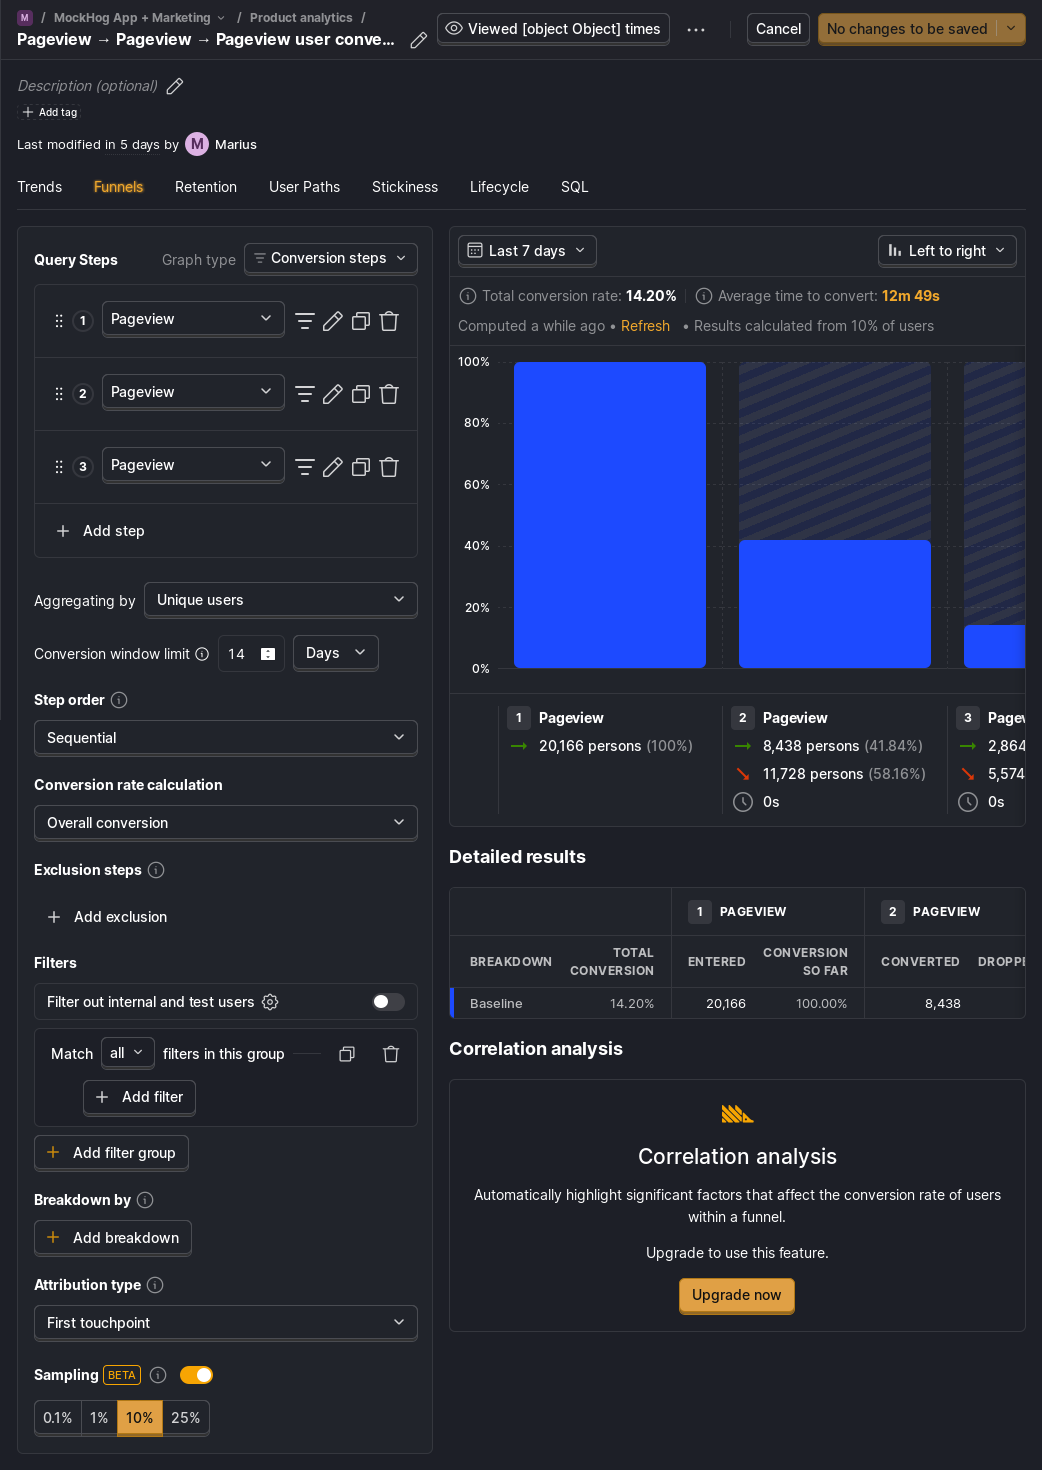 M / MockHog App + Marketing / Product analytics /
Pageview → Pageview → Pageview user conve...
Viewed [object Object] times
Cancel
No changes to be saved
Description (optional)
Add tag
Last modified in 5 days by M Marius
Trends Funnels Retention User Paths Stickiness Lifecycle SQL
Query Steps Graph type Conversion steps
1 Pageview
2 Pageview
3 Pageview
Add step
Aggregating by Unique users
Conversion window limit 14 Days
Step order
Sequential
Conversion rate calculation
Overall conversion
Exclusion steps
Add exclusion
Filters
Filter out internal and test users
Match all filters in this group
Add filter
Add filter group
Breakdown by
Add breakdown
Attribution type
First touchpoint
Sampling BETA
0.1% 1% 10% 25%
Last 7 days Left to right
Total conversion rate: 14.20% Average time to convert: 12m 49s
Computed a while ago • Refresh • Results calculated from 10% of users
100%
80%
60%
40%
20%
0%
1 Pageview
20,166 persons (100%)
2 Pageview
8,438 persons (41.84%)
11,728 persons (58.16%)
0s
3 Pagev
2,864
5,574
0s
Detailed results
1 PAGEVIEW 2 PAGEVIEW
BREAKDOWN TOTAL CONVERSION ENTERED CONVERSION SO FAR CONVERTED DROPPE
Baseline 14.20% 20,166 100.00% 8,438
Correlation analysis
Correlation analysis
Automatically highlight significant factors that affect the conversion rate of users
within a funnel.
Upgrade to use this feature.
Upgrade now